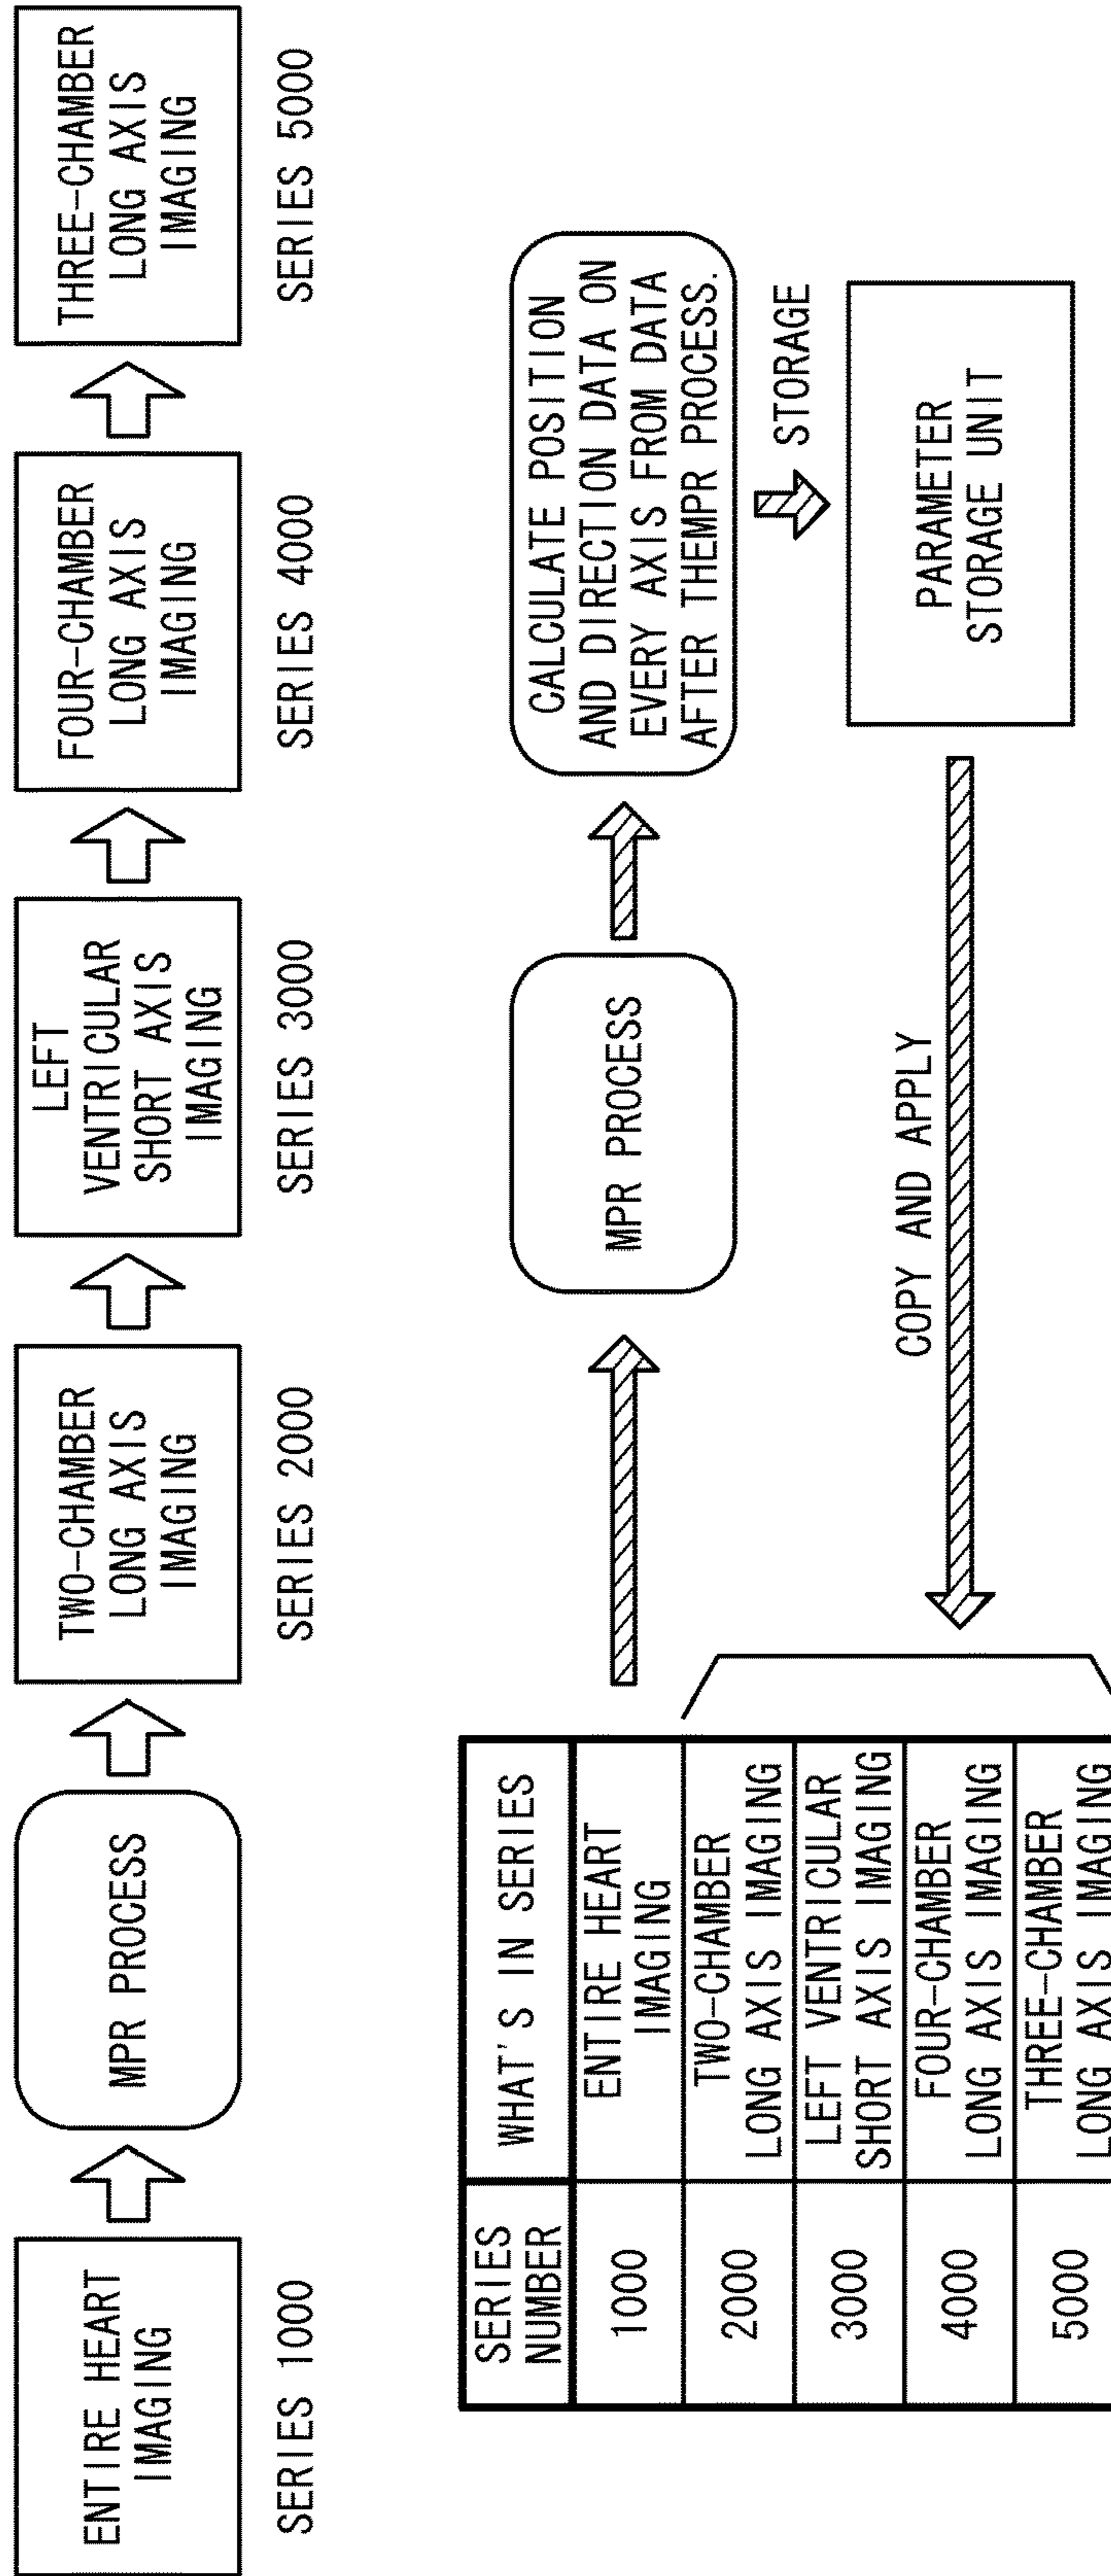 ENTIRE HEART
IMAGING
SERIES 1000
MPR PROCESS
TWO-CHAMBER
LONG AXIS
IMAGING
SERIES 2000
LEFT
VENTRICULAR
SHORT AXIS
IMAGING
SERIES 3000
FOUR-CHAMBER
LONG AXIS
IMAGING
SERIES 4000
THREE-CHAMBER
LONG AXIS
IMAGING
SERIES 5000
SERIES
NUMBER
WHAT'S IN SERIES
1000
ENTIRE HEART
IMAGING
2000
TWO-CHAMBER
LONG AXIS IMAGING
3000
LEFT VENTRICULAR
SHORT AXIS IMAGING
4000
FOUR-CHAMBER
LONG AXIS IMAGING
5000
THREE-CHAMBER
LONG AXIS IMAGING
MPR PROCESS
CALCULATE POSITION
AND DIRECTION DATA ON
EVERY AXIS FROM DATA
AFTER THEMPR PROCESS.
STORAGE
PARAMETER
STORAGE UNIT
COPY AND APPLY